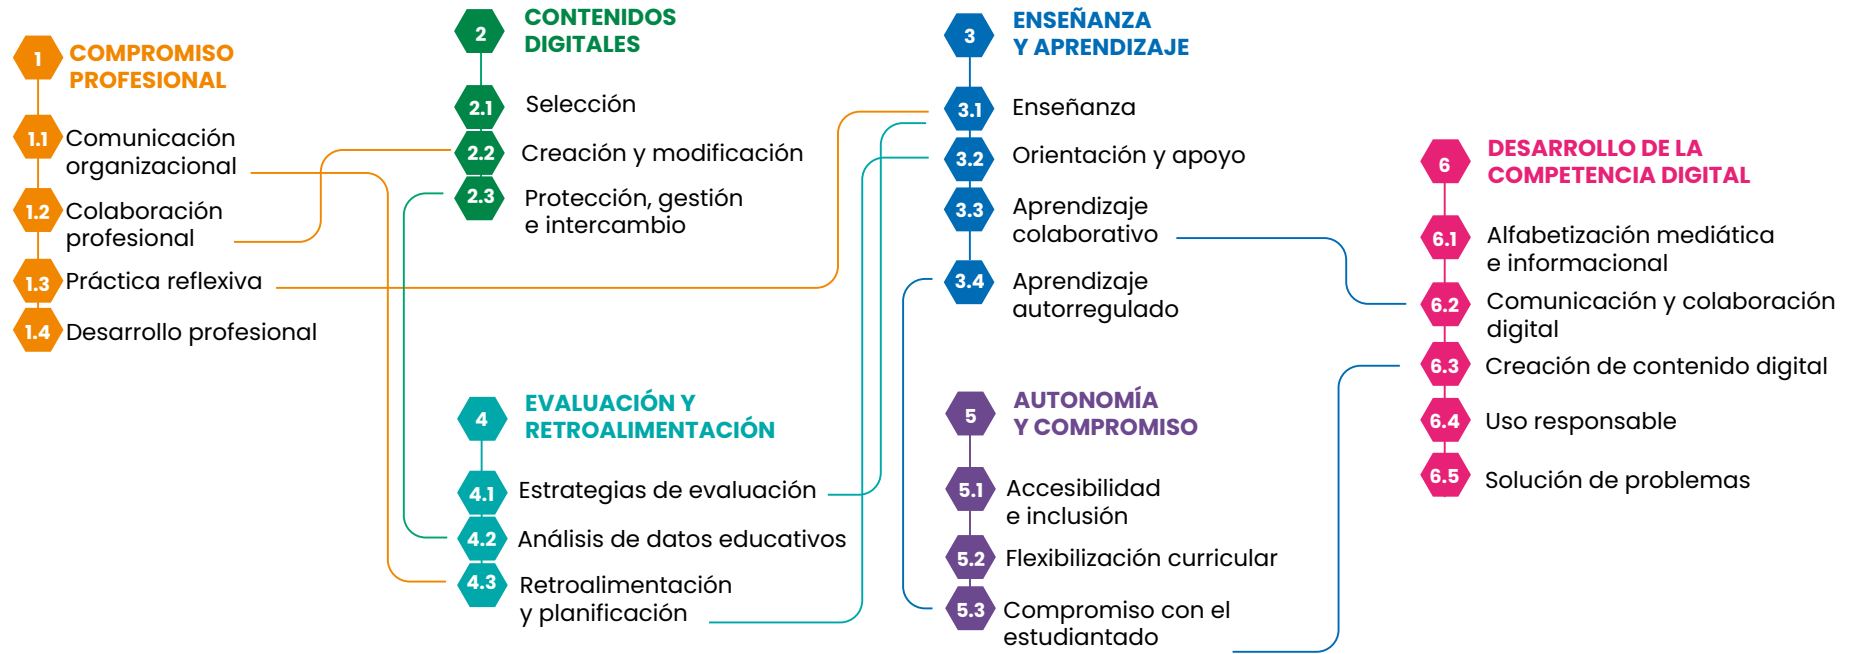 1
COMPROMISO
PROFESIONAL
1.1
Comunicación
organizacional
1.2
Colaboración
profesional
1.3
Práctica reflexiva
1.4
Desarrollo profesional
2
CONTENIDOS
DIGITALES
2.1
Selección
2.2
Creación y modificación
2.3
Protección, gestión
e intercambio
3
ENSEÑANZA
Y APRENDIZAJE
3.1
Enseñanza
3.2
Orientación y apoyo
3.3
Aprendizaje
colaborativo
3.4
Aprendizaje
autorregulado
4
EVALUACIÓN Y
RETROALIMENTACIÓN
4.1
Estrategias de evaluación
4.2
Análisis de datos educativos
4.3
Retroalimentación
y planificación
5
AUTONOMÍA
Y COMPROMISO
5.1
Accesibilidad
e inclusión
5.2
Flexibilización curricular
5.3
Compromiso con el
estudiantado
6
DESARROLLO DE LA
COMPETENCIA DIGITAL
6.1
Alfabetización mediática
e informacional
6.2
Comunicación y colaboración
digital
6.3
Creación de contenido digital
6.4
Uso responsable
6.5
Solución de problemas